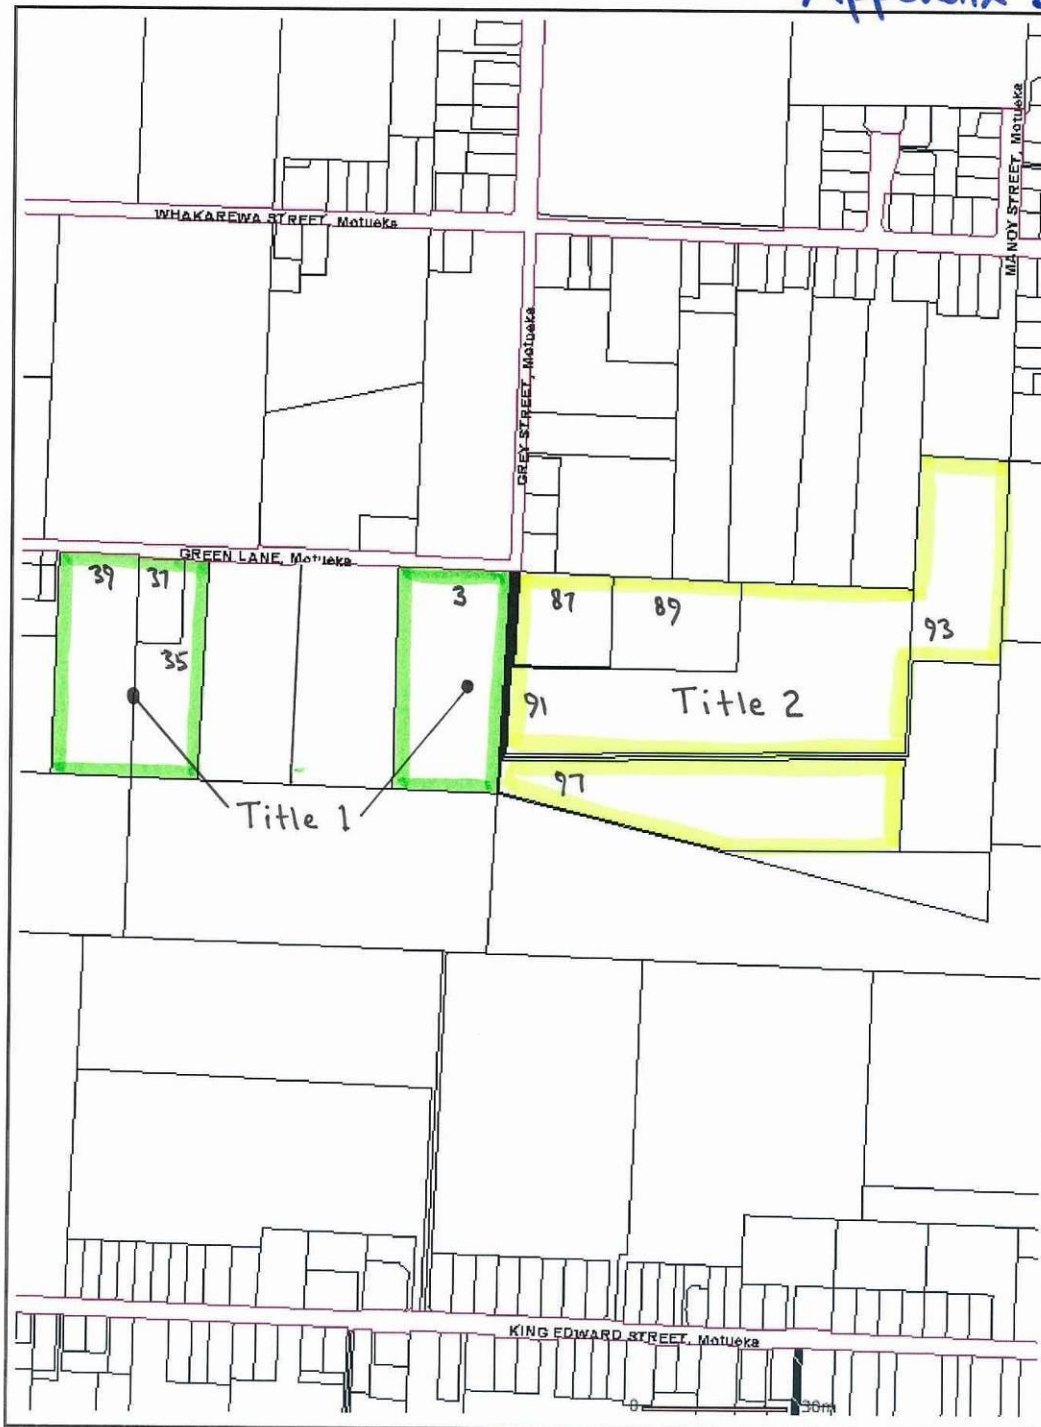 Appendix
MANOY STREET, Motueka
WHAKAREWA STREET, Motueka
GREY STREET, Motueka
GREEN LANE, Motueka
39
37
3
87
89
35
93
91
Title 2
97
Title 1
KING EDWARD STREET, Motueka
0
30m